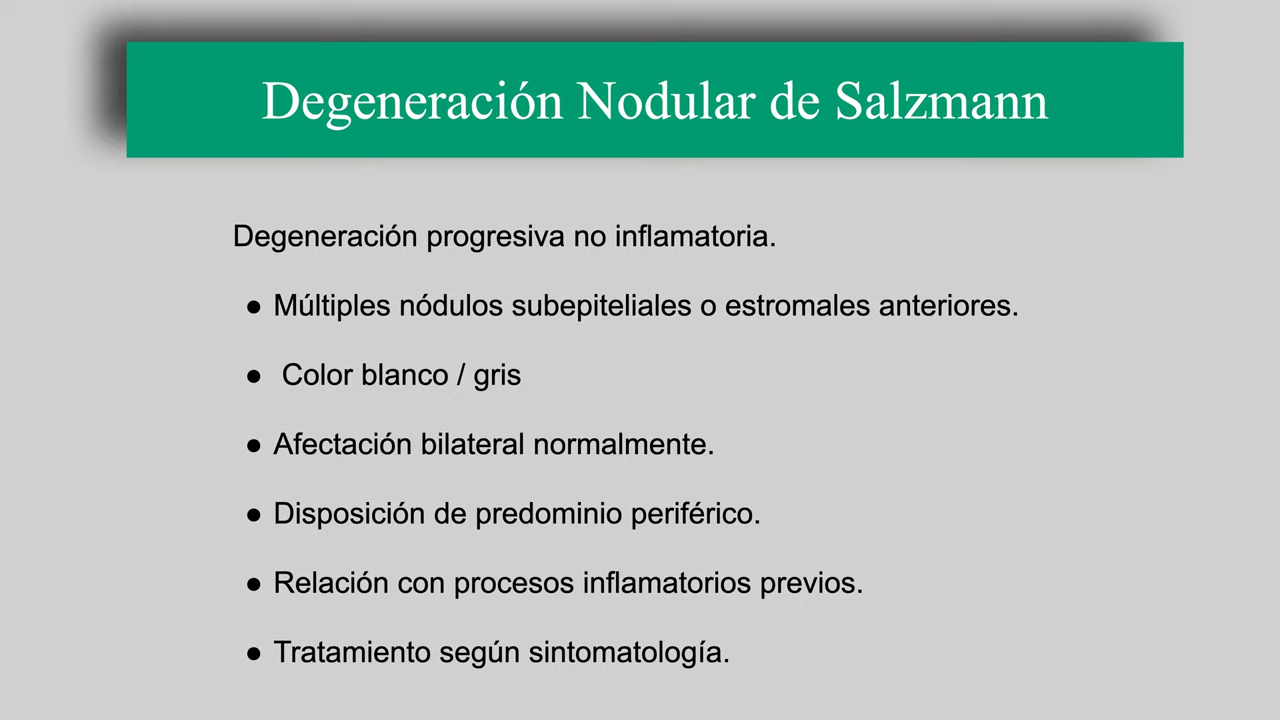 Degeneración Nodular de Salzmann
Degeneración progresiva no inflamatoria.
● Múltiples nódulos subepiteliales o estromales anteriores.
● Color blanco / gris
● Afectación bilateral normalmente.
● Disposición de predominio periférico.
● Relación con procesos inflamatorios previos.
● Tratamiento según sintomatología.